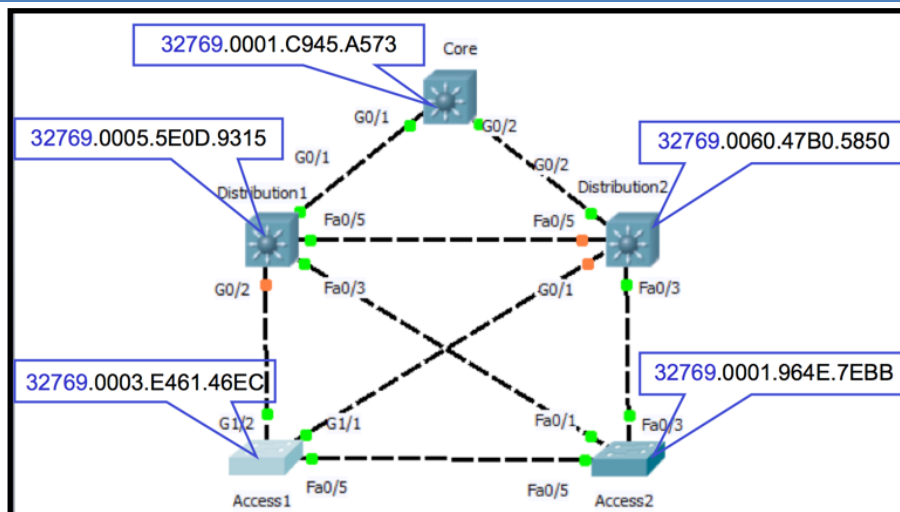 32769.0001.C945.A573
Core
G0/1
G0/2
32769.0005.5E0D.9315
32769.0060.47B0.5850
G0/1
G0/2
Distribution1
Distribution2
Fa0/5
Fa0/5
G0/2
Fa0/3
G0/1
Fa0/3
32769.0003.E461.46EC
32769.0001.964E.7EBB
G1/2
G1/1
Fa0/1
Fa0/3
Fa0/5
Fa0/5
Access1
Access2